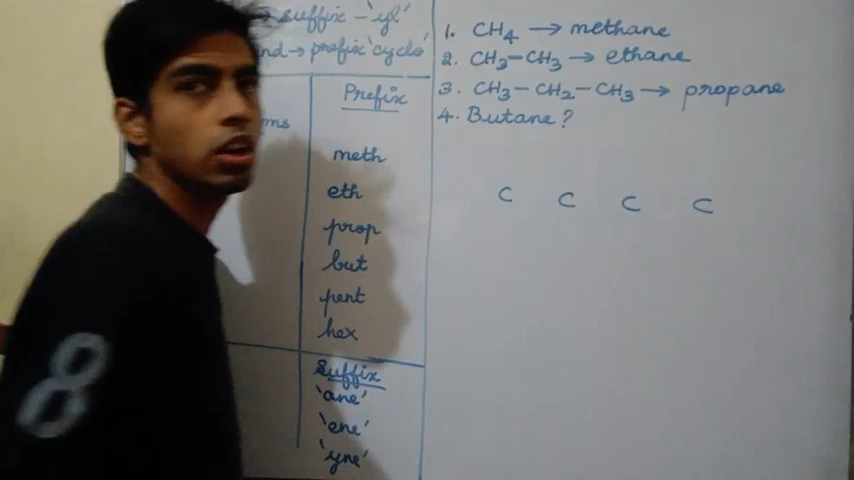 → suffix - 'yl'
nd → prefix 'cyclo'
ms
Prefix
meth
eth
prop
but
pent
hex
Suffix
'ane'
'ene'
'yne'
1. CH₄ → methane
2. CH₃-CH₃ → ethane
3. CH₃-CH₂-CH₃ → propane
4. Butane?
C C C C
8